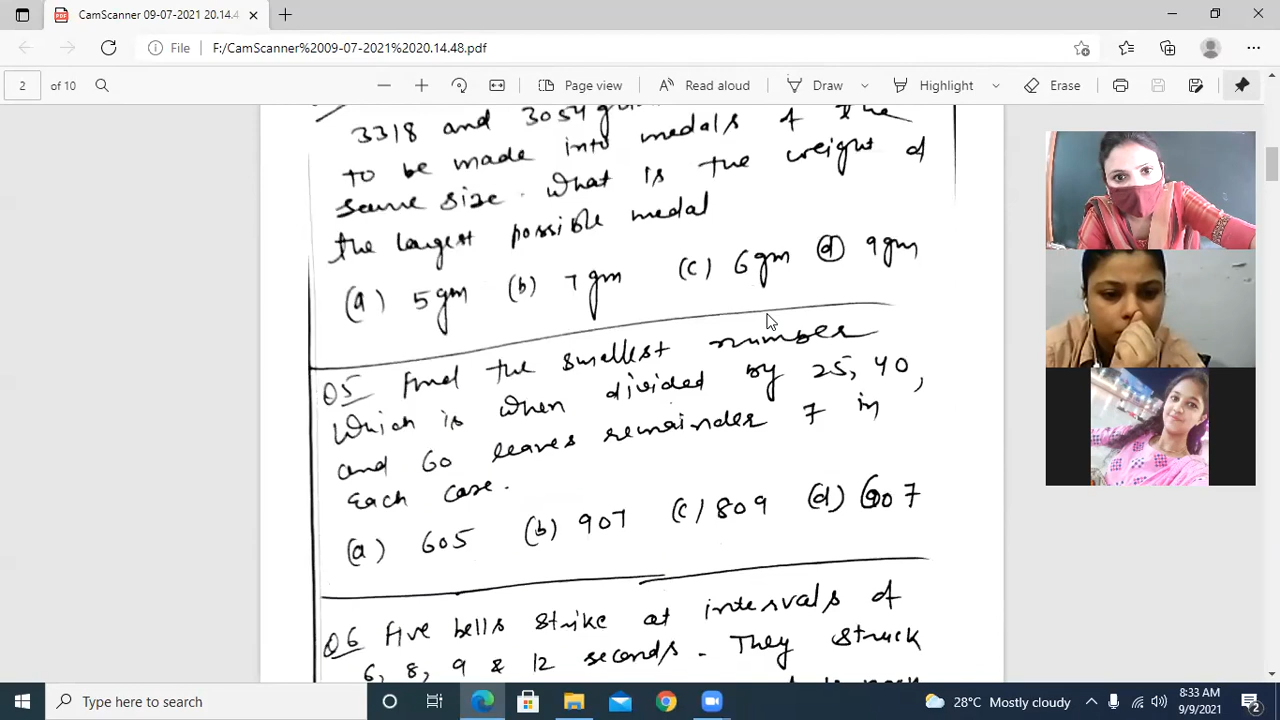 CamScanner 09-07-2021 20.14.4
File F:/CamScanner%2009-07-2021%2020.14.48.pdf
2 of 10 Page view Read aloud Draw Highlight Erase
3318 and 3054
to be made into medals of the
same size. What is the weight of
the largest possible medal
(a) 5gm (b) 7gm (c) 6gm (d) 9gm
Q5 find the smallest number
Which is when divided by 25, 40,
and 60 leaves remainder 7 in
Each case.
(a) 605 (b) 907 (c) 809 (d) 607
Q6 Five bells strike at intervals of
6, 8, 9 & 12 seconds. They struck
Type here to search
28°C Mostly cloudy
8:33 AM
9/9/2021
2